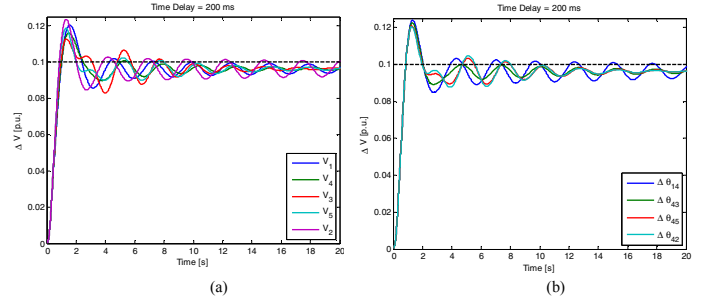 Time Delay = 200 ms
0.12
0.1
0.08
0.06
0.04
0.02
0
Δ V [p.u.]
V1
V4
V3
V5
V2
0 2 4 6 8 10 12 14 16 18 20
Time [s]
(a)
Time Delay = 200 ms
0.12
0.1
0.08
0.06
0.04
0.02
0
Δ V [p.u.]
Δ θ14
Δ θ43
Δ θ45
Δ θ42
0 2 4 6 8 10 12 14 16 18 20
Time [s]
(b)